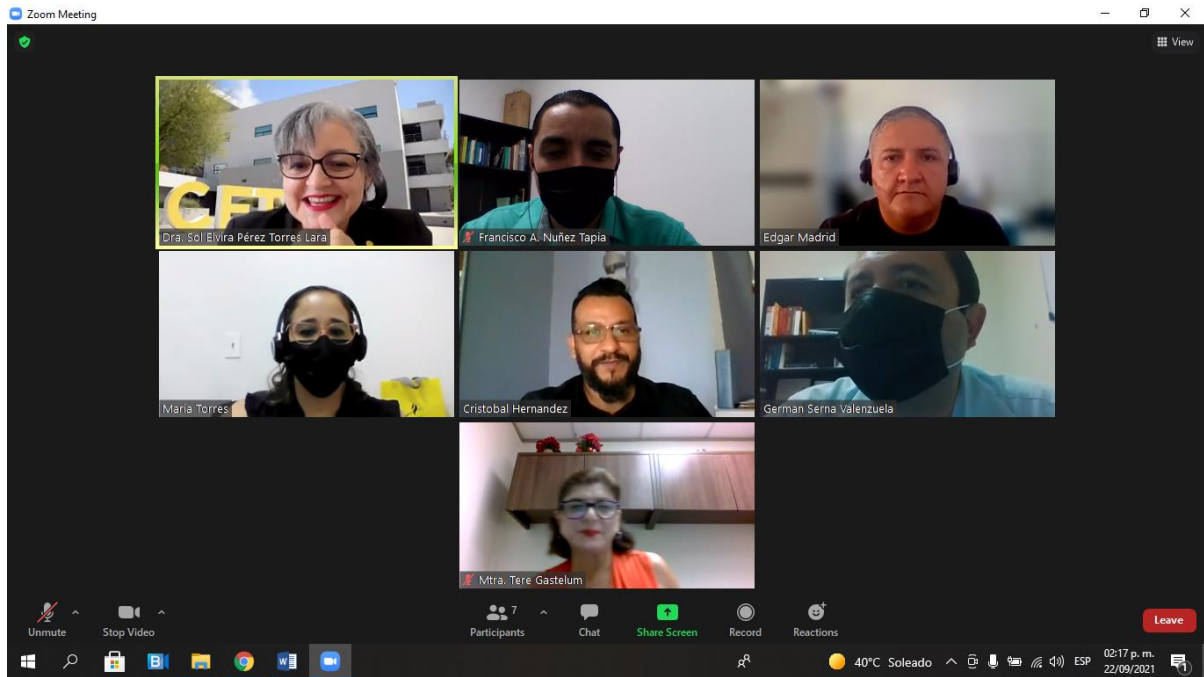 Zoom Meeting
View
CET
Dra. Sol Elvira Pérez Torres Lara
Francisco A. Nuñez Tapia
Edgar Madrid
Maria Torres
Cristobal Hernandez
German Serna Valenzuela
Mtra. Tere Gastelum
Unmute
Stop Video
7
Participants
Chat
Share Screen
Record
Reactions
Leave
40°C Soleado
ESP
02:17 p. m.
22/09/2021
1